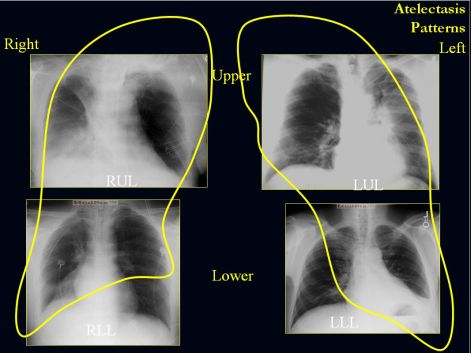 Atelectasis
Patterns
Right
Left
Upper
RUL
LUL
Lower
RLL
LLL